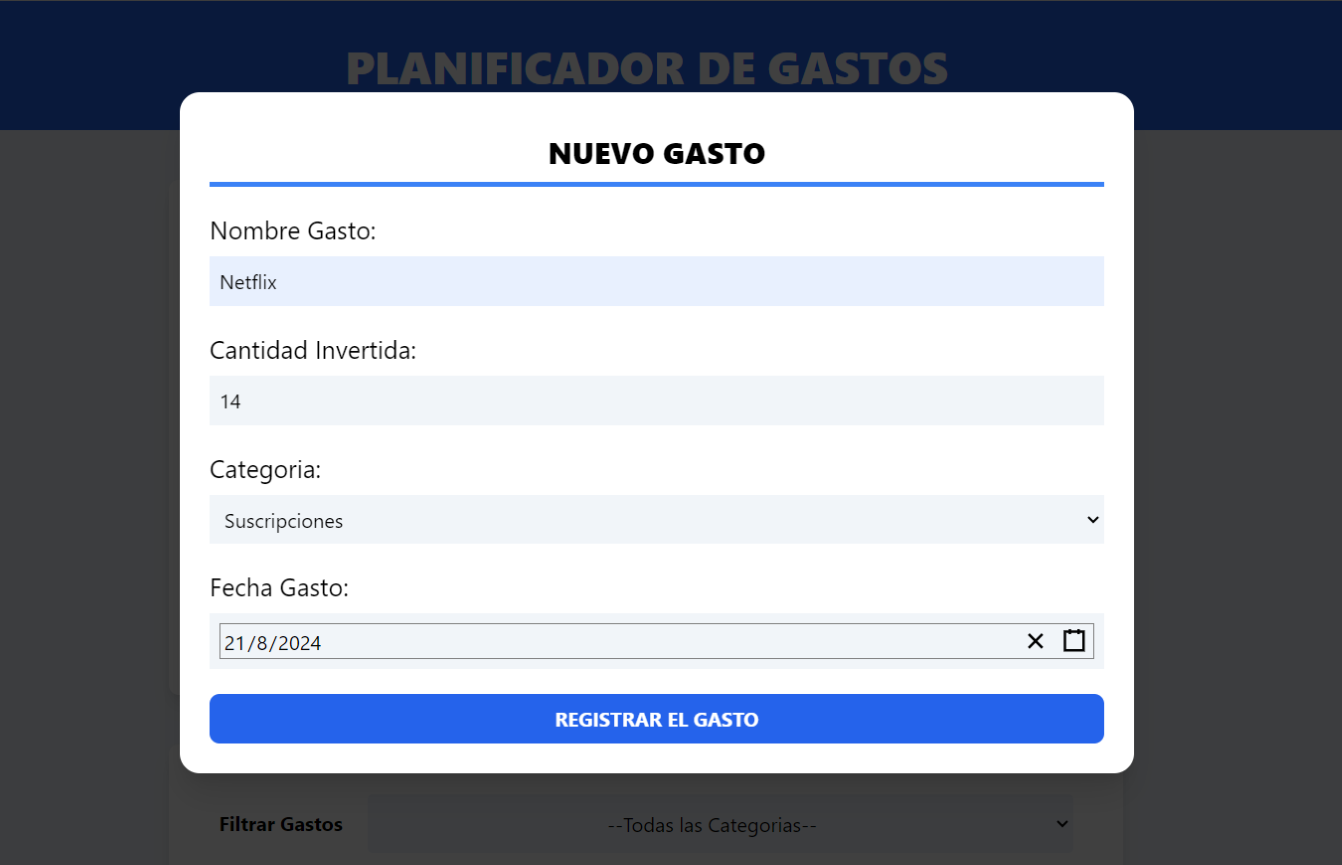 PLANIFICADOR DE GASTOS
NUEVO GASTO
Nombre Gasto:
Netflix
Cantidad Invertida:
14
Categoria:
Suscripciones
Fecha Gasto:
21/8/2024
REGISTRAR EL GASTO
Filtrar Gastos --Todas las Categorias--